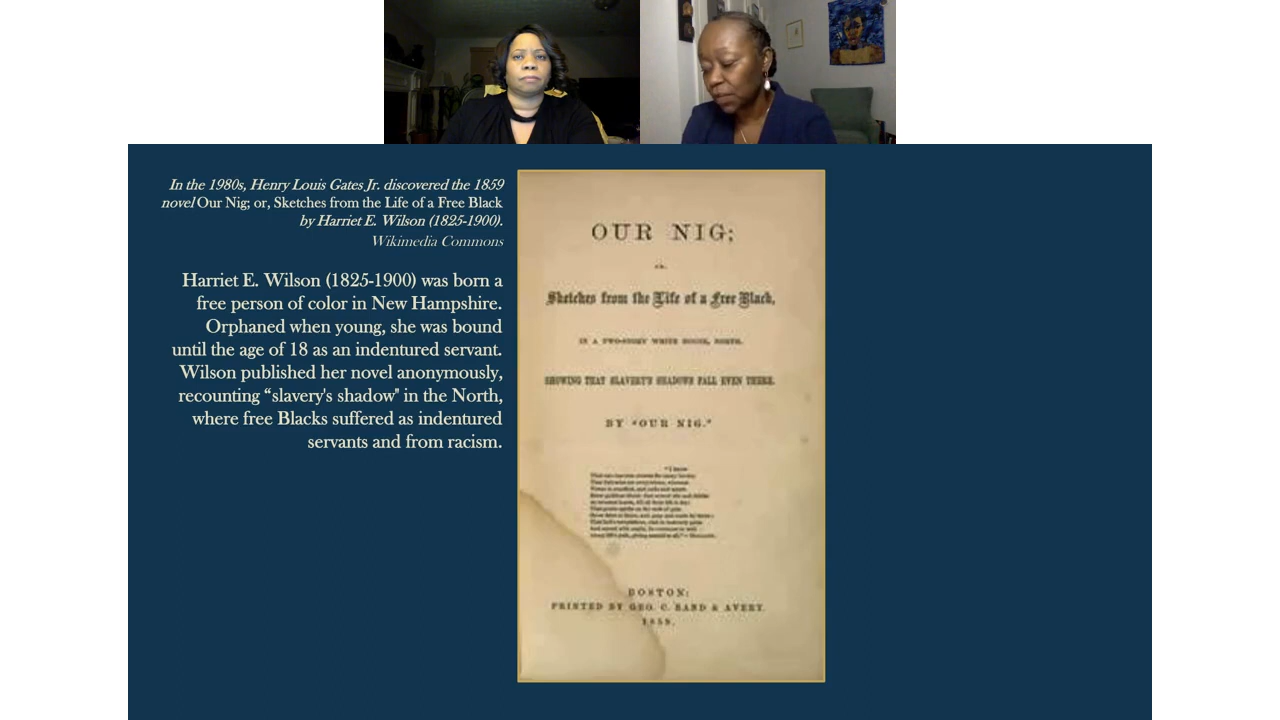 In the 1980s, Henry Louis Gates Jr. discovered the 1859
novel Our Nig; or, Sketches from the Life of a Free Black
by Harriet E. Wilson (1825-1900).
Wikimedia Commons
Harriet E. Wilson (1825-1900) was born a
free person of color in New Hampshire.
Orphaned when young, she was bound
until the age of 18 as an indentured servant.
Wilson published her novel anonymously,
recounting “slavery's shadow" in the North,
where free Blacks suffered as indentured
servants and from racism.
OUR NIG;
OR,
Sketches from the Life of a Free Black,
IN A TWO-STORY WHITE HOUSE, NORTH.
SHOWING THAT SLAVERY'S SHADOWS FALL EVEN THERE.
BY "OUR NIG."
"I know
BOSTON:
PRINTED BY GEO. C. RAND & AVERY.
1859.